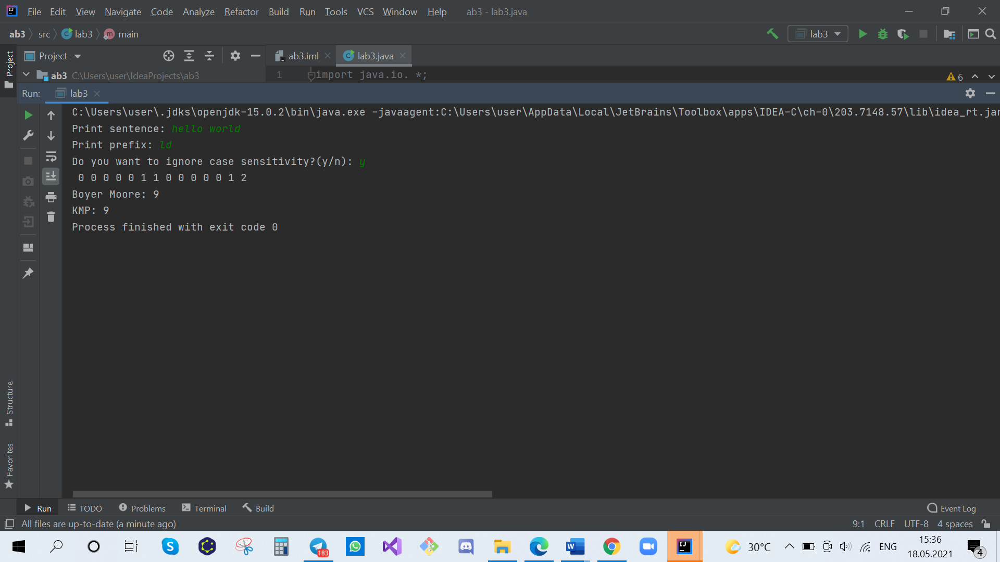 File Edit View Navigate Code Analyze Refactor Build Run Tools VCS Window Help ab3 - lab3.java
ab3 src lab3 main lab3
Project ab3.iml lab3.java
ab3 C:\Users\user\IdeaProjects\ab3 1 import java.io. *; 6
Run: lab3
C:\Users\user\.jdks\openjdk-15.0.2\bin\java.exe -javaagent:C:\Users\user\AppData\Local\JetBrains\Toolbox\apps\IDEA-C\ch-0\203.7148.57\lib\idea_rt.jar
Print sentence: hello world
Print prefix: ld
Do you want to ignore case sensitivity?(y/n): y
0 0 0 0 0 1 1 0 0 0 0 0 1 2
Boyer Moore: 9
KMP: 9
Process finished with exit code 0
Project
Structure
Favorites
Run TODO Problems Terminal Build Event Log
All files are up-to-date (a minute ago) 9:1 CRLF UTF-8 4 spaces
183 30°C ENG 15:36
18.05.2021 4